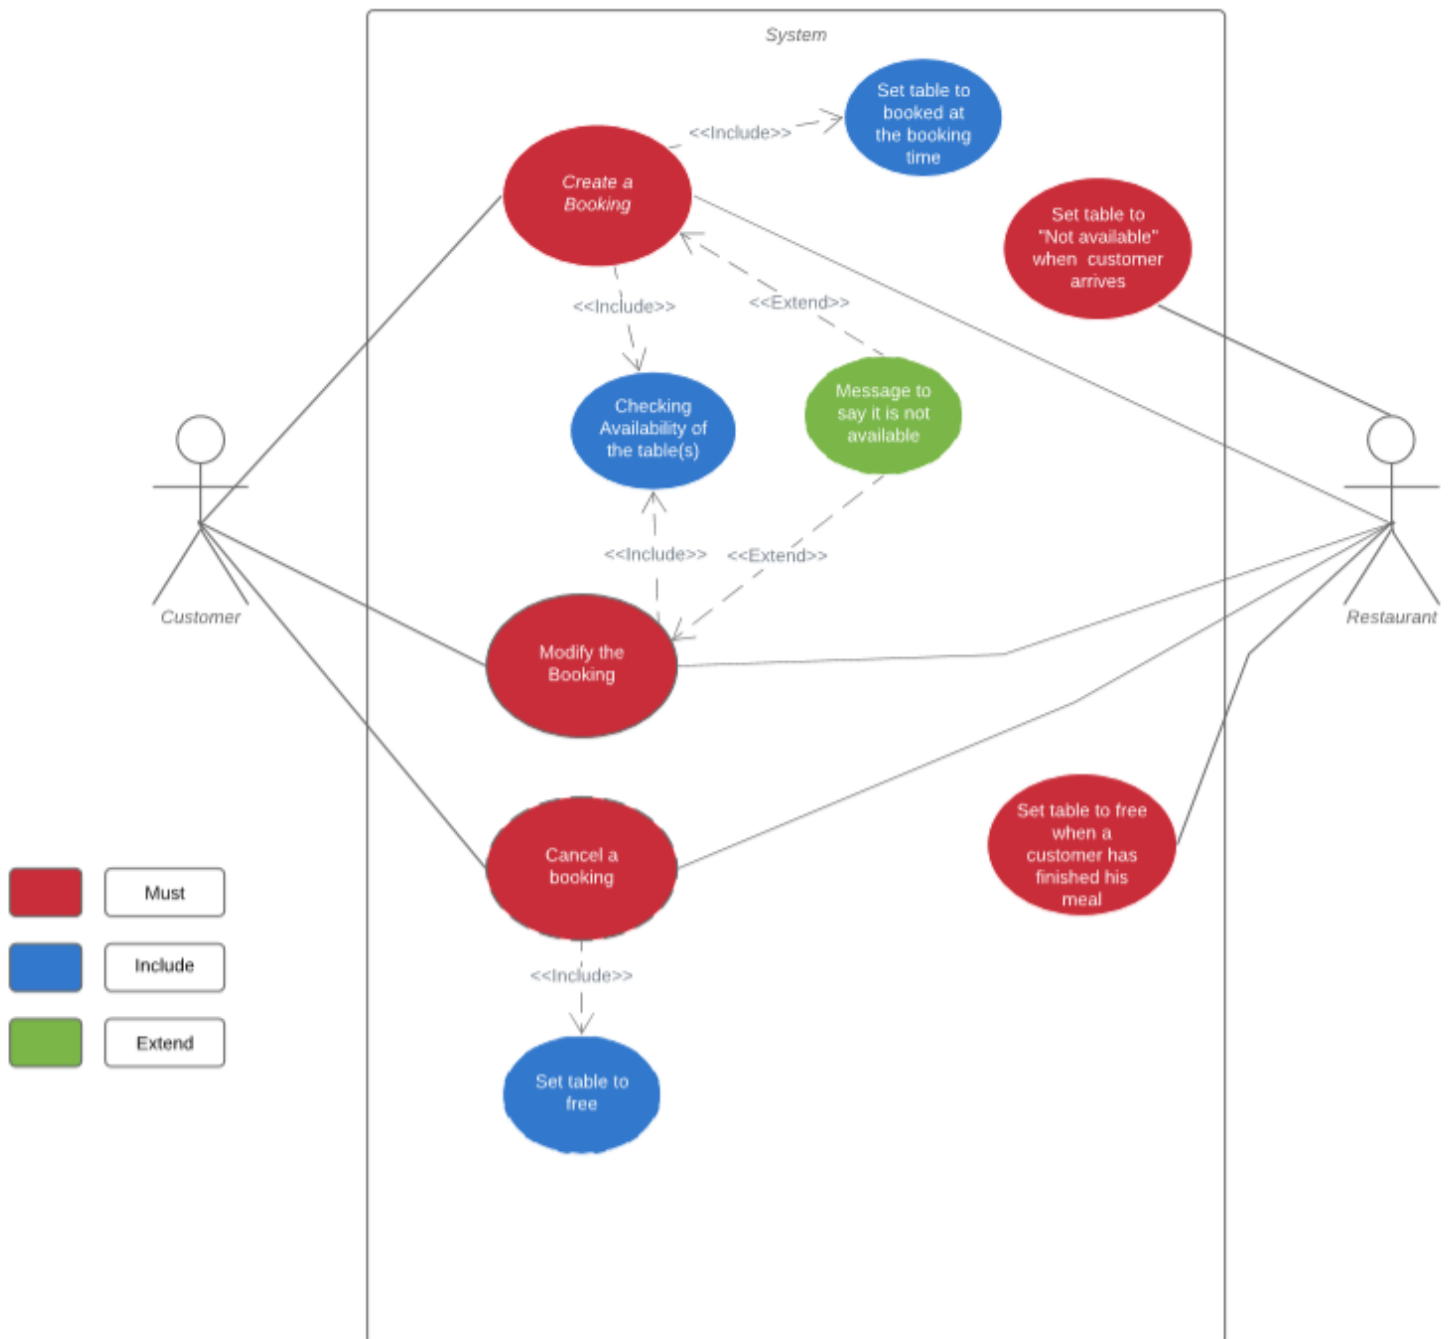 System
Set table to
booked at
the booking
time
<<Include>>
Create a
Booking
Set table to
"Not available"
when customer
arrives
<<Include>>
<<Extend>>
Checking
Availability of
the table(s)
Message to
say it is not
available
<<Include>>
<<Extend>>
Customer
Restaurant
Modify the
Booking
Set table to free
when a
customer has
finished his
meal
Cancel a
booking
Must
Include
Extend
<<Include>>
Set table to
free